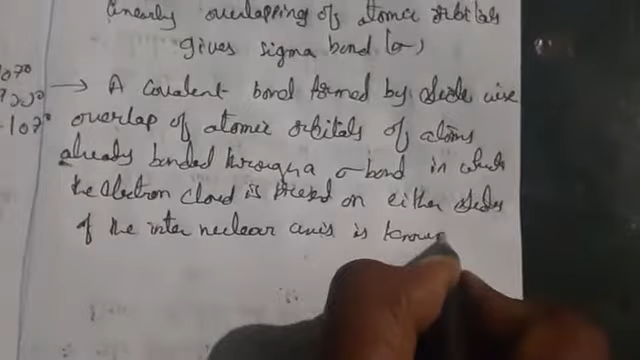 linearly overlapping of atomic orbitals
gives sigma bond (σ)
→ A covalent bond formed by side wise
overlap of atomic orbitals of atoms
already bonded through a σ-bond in which
the electron cloud is present on either sides
of the inter nuclear axis is known
107°
107°